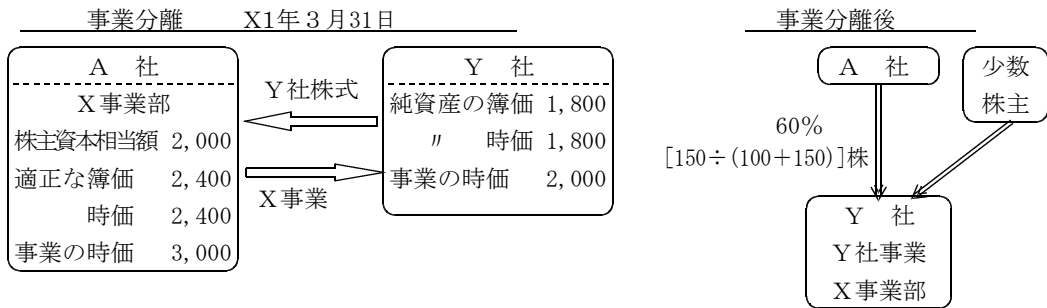 事業分離　　X1年3月31日
A　社
X事業部
株主資本相当額 2,000
適正な簿価 2,400
時価 2,400
事業の時価 3,000
Y社株式
X事業
Y　社
純資産の簿価 1,800
〃　時価 1,800
事業の時価 2,000
事業分離後
A　社
少数
株主
60%
[150÷(100+150)]株
Y　社
Y社事業
X事業部